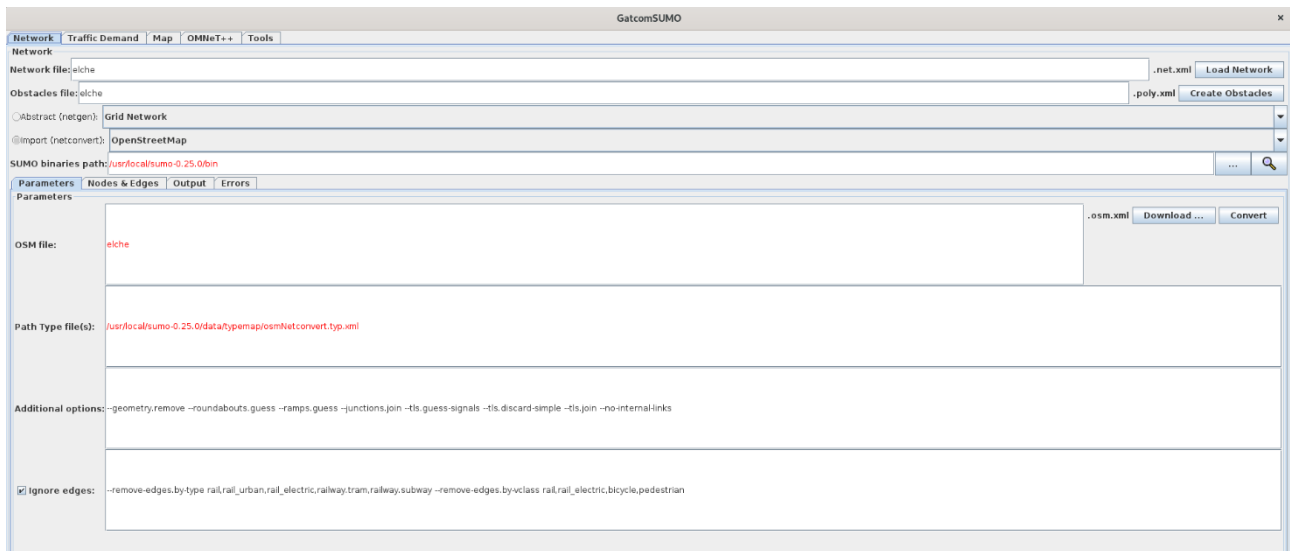 GatcomSUMO ×
Network Traffic Demand Map OMNeT++ Tools
Network
Network file: elche .net.xml Load Network
Obstacles file: elche .poly.xml Create Obstacles
Abstract (netgen): Grid Network
Import (netconvert): OpenStreetMap
SUMO binaries path: /usr/local/sumo-0.25.0/bin ...
Parameters Nodes & Edges Output Errors
Parameters
.osm.xml Download ... Convert
OSM file: elche
Path Type file(s): /usr/local/sumo-0.25.0/data/typemap/osmNetconvert.typ.xml
Additional options: --geometry.remove --roundabouts.guess --ramps.guess --junctions.join --tls.guess-signals --tls.discard-simple --tls.join --no-internal-links
Ignore edges: --remove-edges.by-type rail,rail_urban,rail_electric,railway.tram,railway.subway --remove-edges.by-vclass rail,rail_electric,bicycle,pedestrian